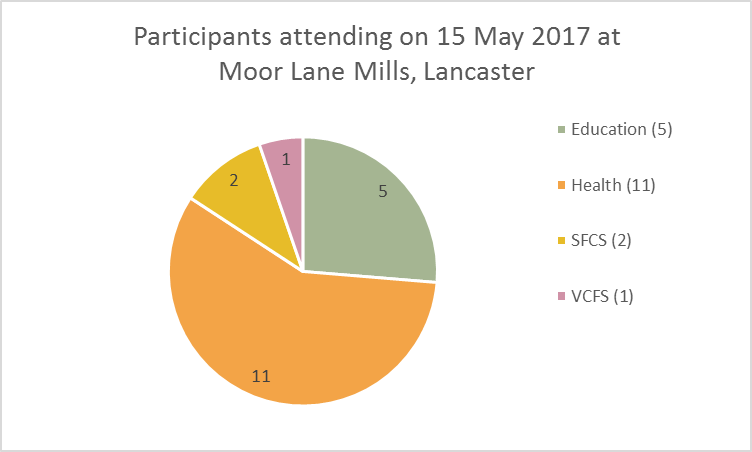 Participants attending on 15 May 2017 at
Moor Lane Mills, Lancaster
1
2
5
11
Education (5)
Health (11)
SFCS (2)
VCFS (1)